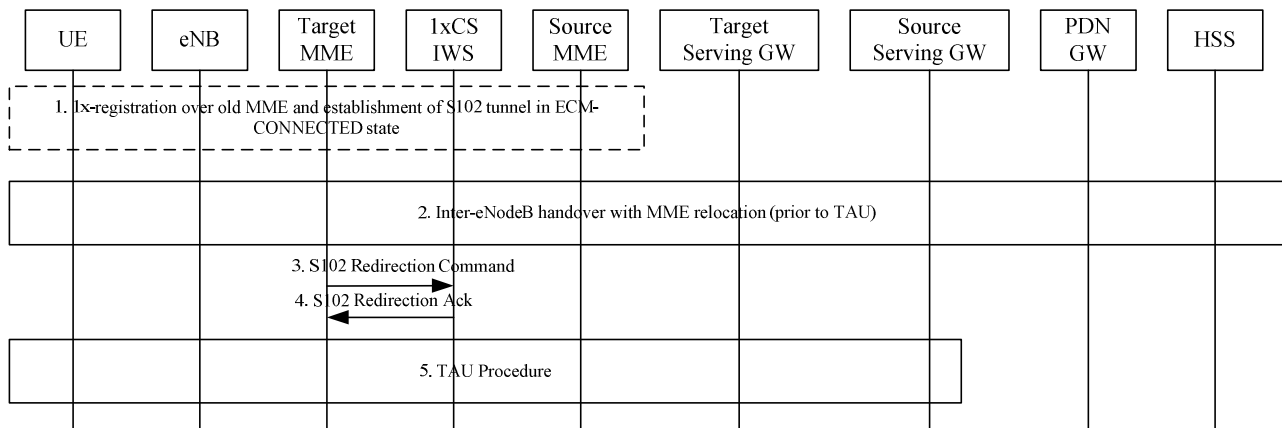 UE
eNB
Target
MME
1xCS
IWS
Source
MME
Target
Serving GW
Source
Serving GW
PDN
GW
HSS
1. 1x-registration over old MME and establishment of S102 tunnel in ECM-
CONNECTED state
2. Inter-eNodeB handover with MME relocation (prior to TAU)
3. S102 Redirection Command
4. S102 Redirection Ack
5. TAU Procedure